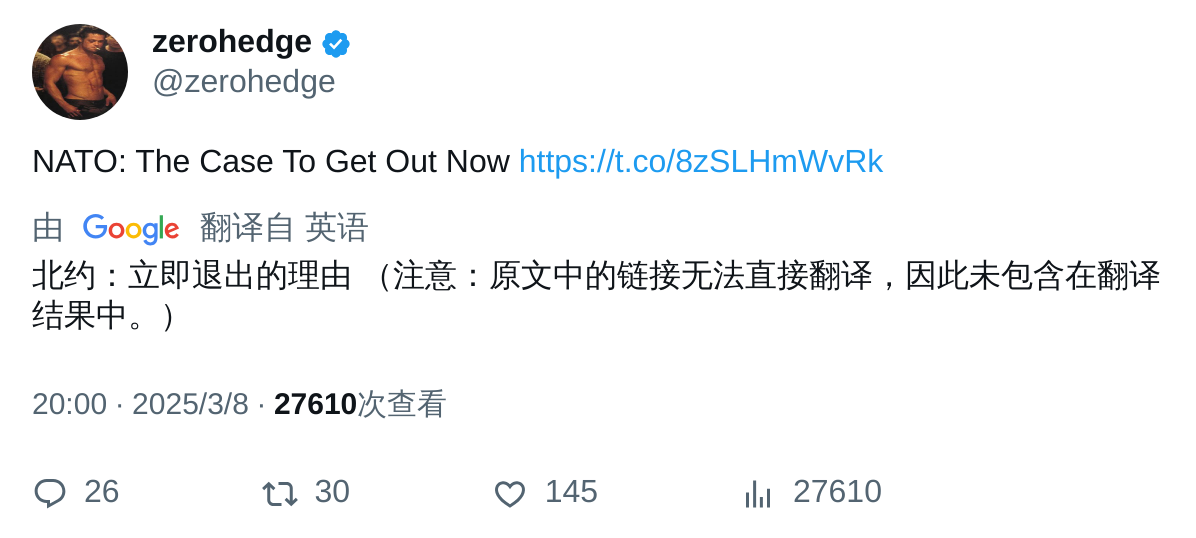 zerohedge
@zerohedge
NATO: The Case To Get Out Now https://t.co/8zSLHmWvRk
由 Google 翻译自 英语
北约：立即退出的理由 （注意：原文中的链接无法直接翻译，因此未包含在翻译
结果中。）
20:00 · 2025/3/8 · 27610次查看
26 30 145 27610